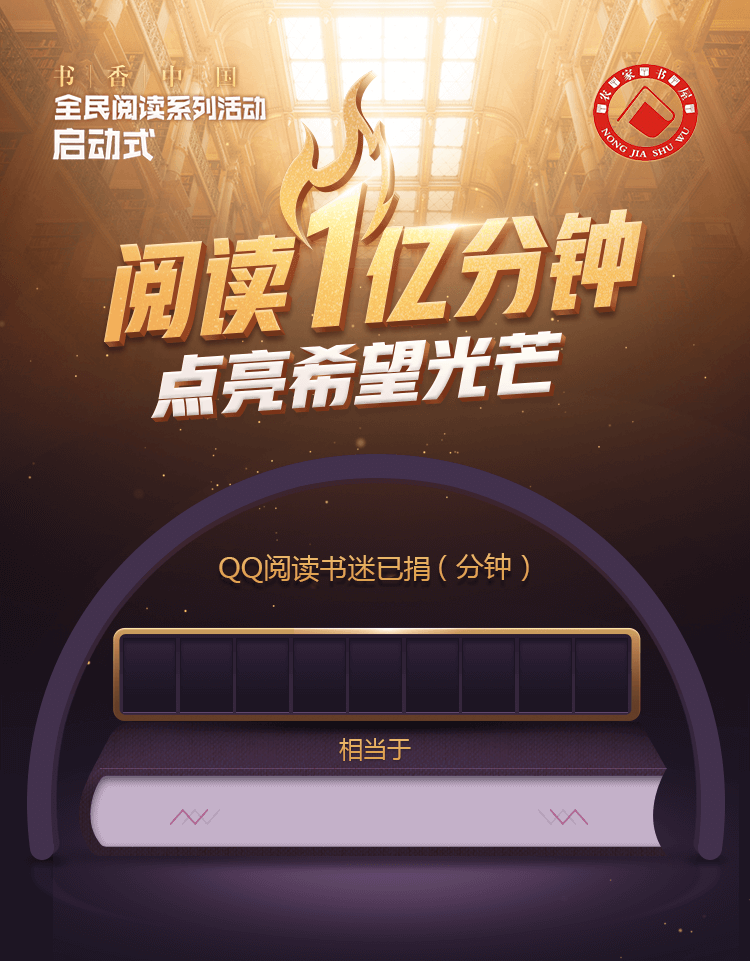 书香中国
全民阅读系列活动
启动式
农家书屋
NONG JIA SHU WU
阅读1亿分钟
点亮希望光芒
QQ阅读书迷已捐（分钟）
相当于